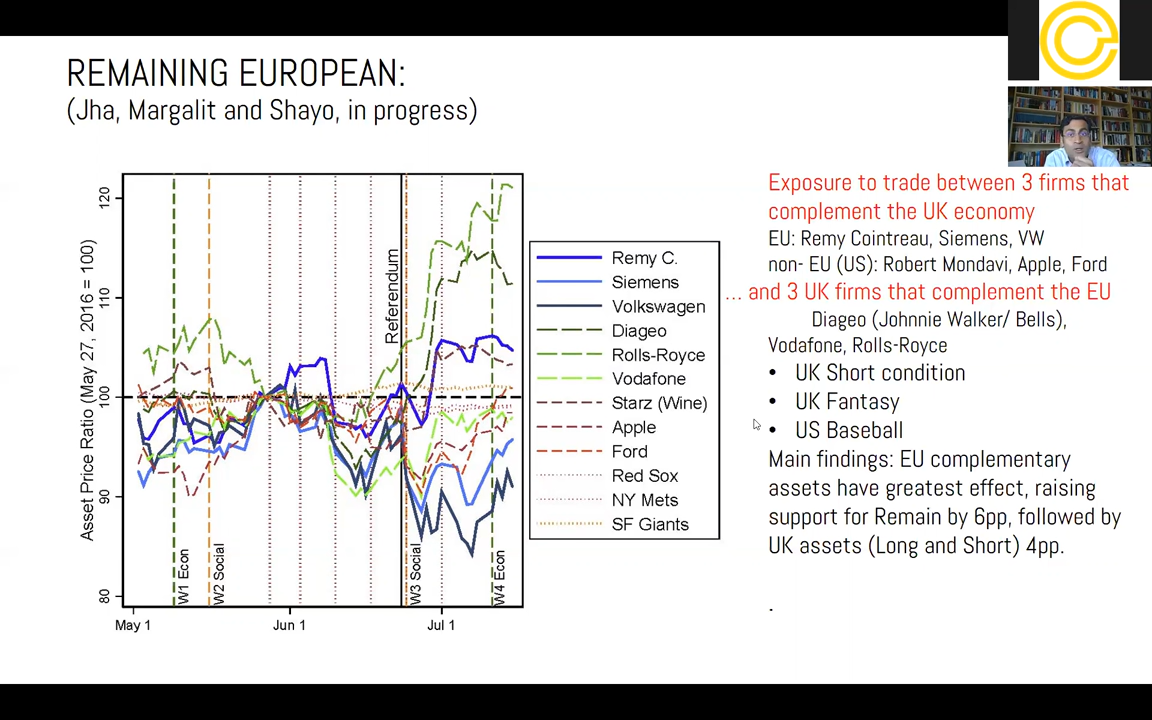 REMAINING EUROPEAN:
(Jha, Margalit and Shayo, in progress)
Asset Price Ratio (May 27, 2016 = 100)
120
110
100
90
80
May 1
Jun 1
Jul 1
W1 Econ
W2 Social
Referendum
W3 Social
W4 Econ
Remy C.
Siemens
Volkswagen
Diageo
Rolls-Royce
Vodafone
Starz (Wine)
Apple
Ford
Red Sox
NY Mets
SF Giants
Exposure to trade between 3 firms that
complement the UK economy
EU: Remy Cointreau, Siemens, VW
non- EU (US): Robert Mondavi, Apple, Ford
... and 3 UK firms that complement the EU
Diageo (Johnnie Walker/ Bells),
Vodafone, Rolls-Royce
• UK Short condition
• UK Fantasy
• US Baseball
Main findings: EU complementary
assets have greatest effect, raising
support for Remain by 6pp, followed by
UK assets (Long and Short) 4pp.
.